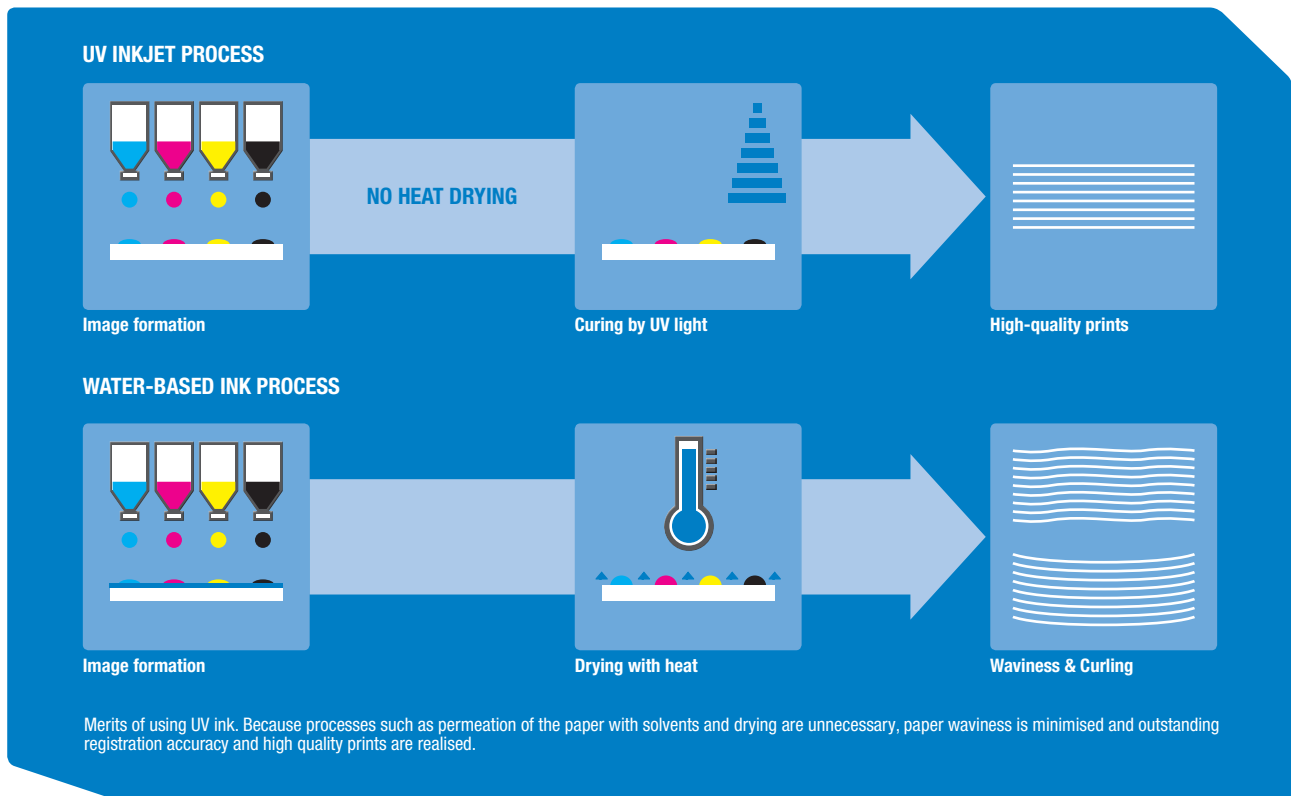 UV INKJET PROCESS
NO HEAT DRYING
Image formation
Curing by UV light
High-quality prints
WATER-BASED INK PROCESS
Image formation
Drying with heat
Waviness & Curling
Merits of using UV ink. Because processes such as permeation of the paper with solvents and drying are unnecessary, paper waviness is minimised and outstanding
registration accuracy and high quality prints are realised.